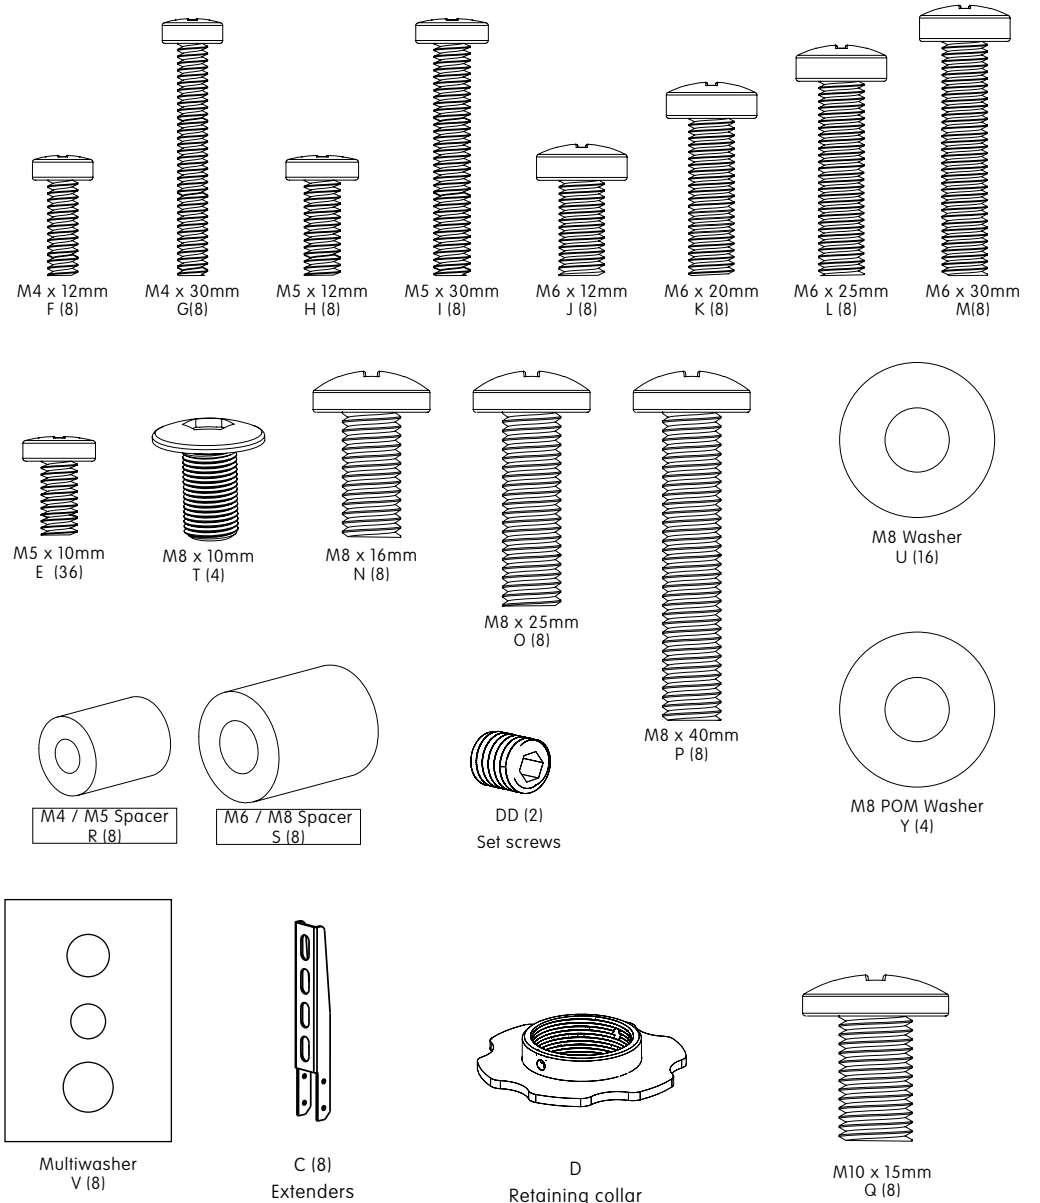 M4 x 12mm
F (8)
M4 x 30mm
G(8)
M5 x 12mm
H (8)
M5 x 30mm
I (8)
M6 x 12mm
J (8)
M6 x 20mm
K (8)
M6 x 25mm
L (8)
M6 x 30mm
M(8)
M5 x 10mm
E (36)
M8 x 10mm
T (4)
M8 x 16mm
N (8)
M8 x 25mm
O (8)
M8 x 40mm
P (8)
M8 Washer
U (16)
M4 / M5 Spacer
R (8)
M6 / M8 Spacer
S (8)
DD (2)
Set screws
M8 POM Washer
Y (4)
Multiwasher
V (8)
C (8)
Extenders
D
Retaining collar
M10 x 15mm
Q (8)